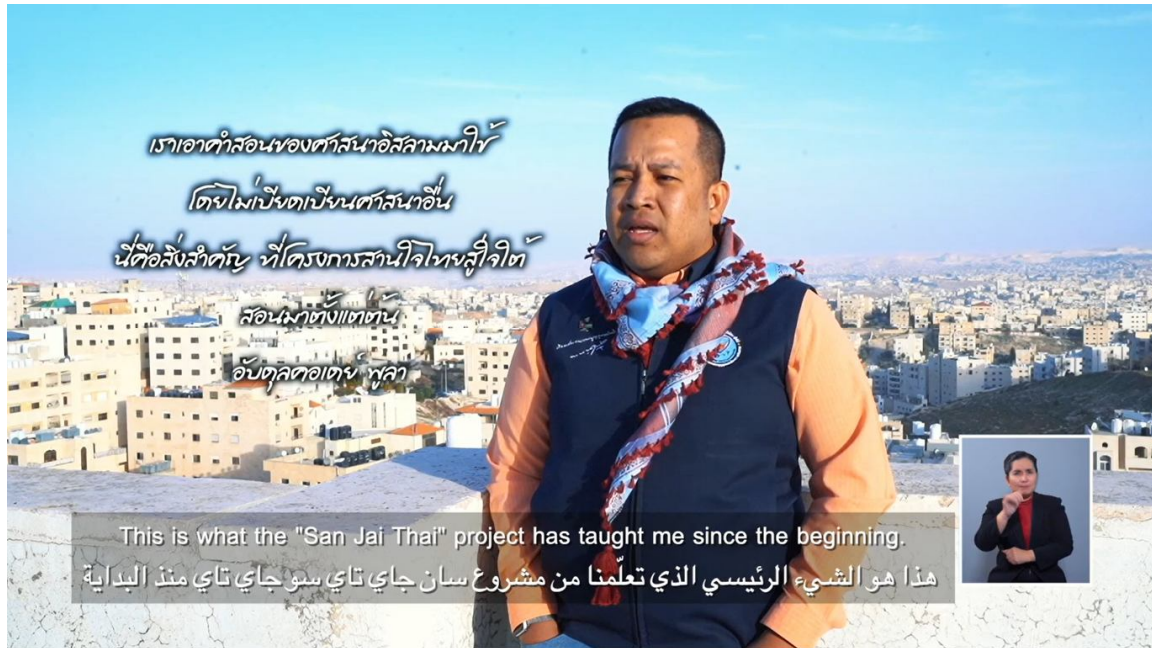 เราเอาคำสอนของศาสนาอิสลามมาใช้
โดยไม่เบียดเบียนศาสนาอื่น
นี่คือสิ่งสำคัญ ที่โครงการสานใจไทยสู่ใจใต้
สอนมาตั้งแต่ต้น
อับดุลคอเดย์ พูลา
This is what the "San Jai Thai" project has taught me since the beginning.
هذا هو الشيء الرئيسي الذي تعلّمنا من مشروع سان جاي تاي سو جاي تاي منذ البداية